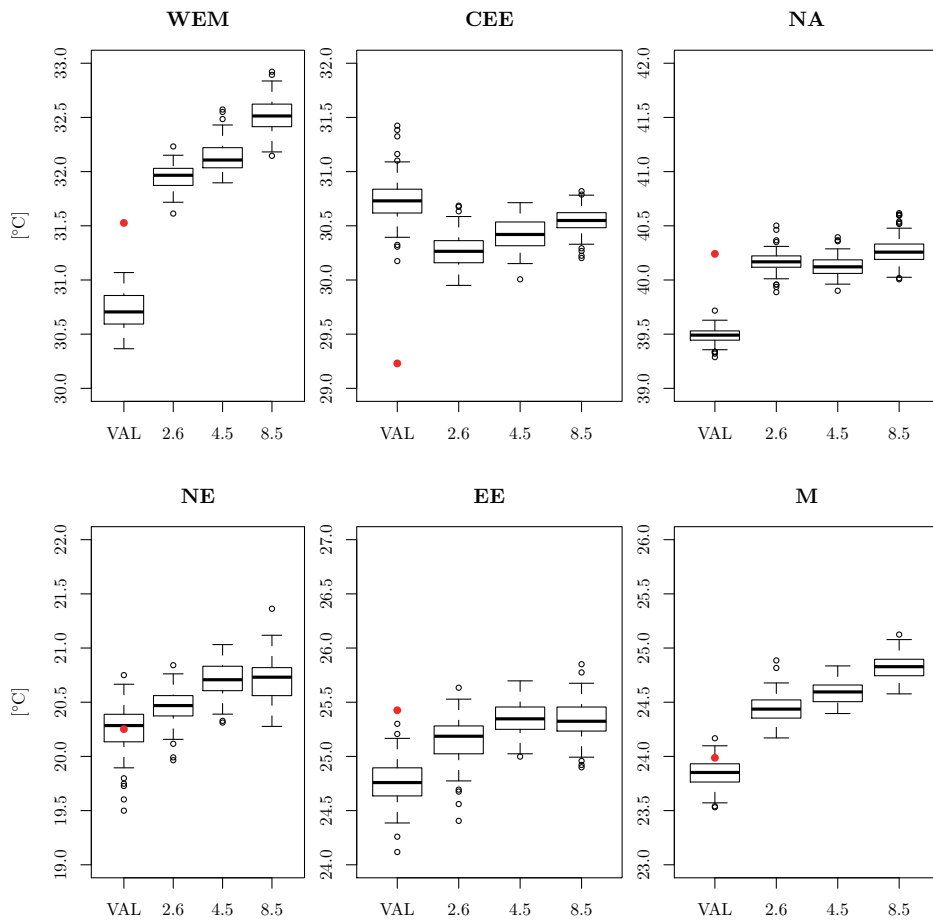 WEM CEE NA
[°C]
30.0 30.5 31.0 31.5 32.0 32.5 33.0
VAL 2.6 4.5 8.5
29.0 29.5 30.0 30.5 31.0 31.5 32.0
VAL 2.6 4.5 8.5
39.0 39.5 40.0 40.5 41.0 41.5 42.0
VAL 2.6 4.5 8.5
NE EE M
[°C]
19.0 19.5 20.0 20.5 21.0 21.5 22.0
VAL 2.6 4.5 8.5
24.0 24.5 25.0 25.5 26.0 26.5 27.0
VAL 2.6 4.5 8.5
23.0 23.5 24.0 24.5 25.0 25.5 26.0
VAL 2.6 4.5 8.5